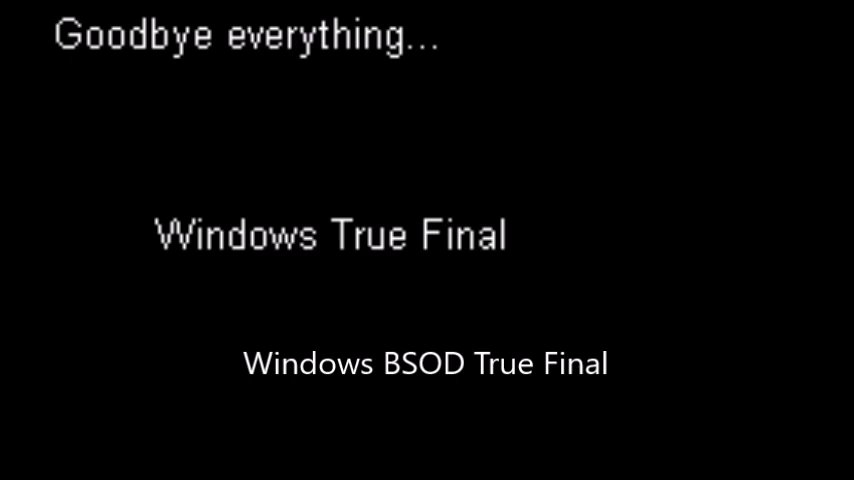 Goodbye everything...
Windows True Final
Windows BSOD True Final